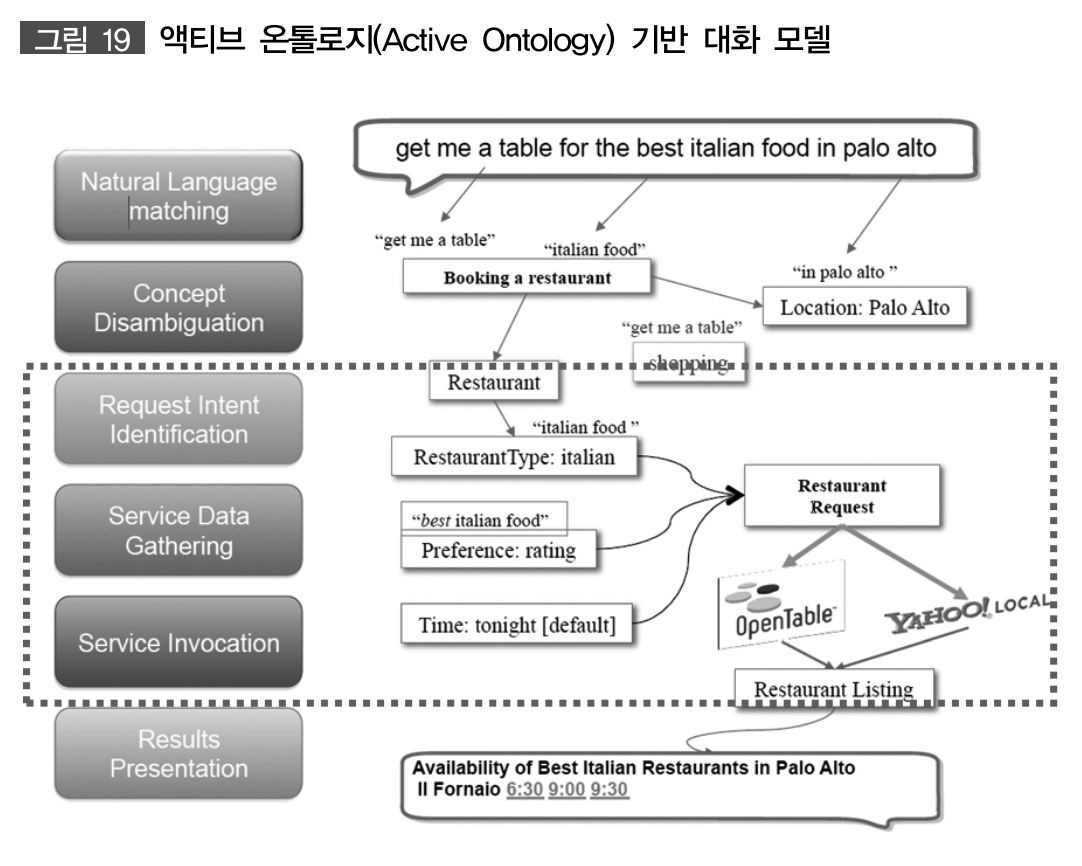 그림 19 액티브 온톨로지(Active Ontology) 기반 대화 모델
get me a table for the best italian food in palo alto
Natural Language
matching
Concept
Disambiguation
Request Intent
Identification
Service Data
Gathering
Service Invocation
Results
Presentation
“get me a table”
“italian food”
Booking a restaurant
“in palo alto ”
Location: Palo Alto
“get me a table”
shopping
Restaurant
“italian food ”
RestaurantType: italian
“best italian food”
Preference: rating
Time: tonight [default]
Restaurant
Request
OpenTable™
YAHOO! LOCAL
Restaurant Listing
Availability of Best Italian Restaurants in Palo Alto
Il Fornaio 6:30 9:00 9:30